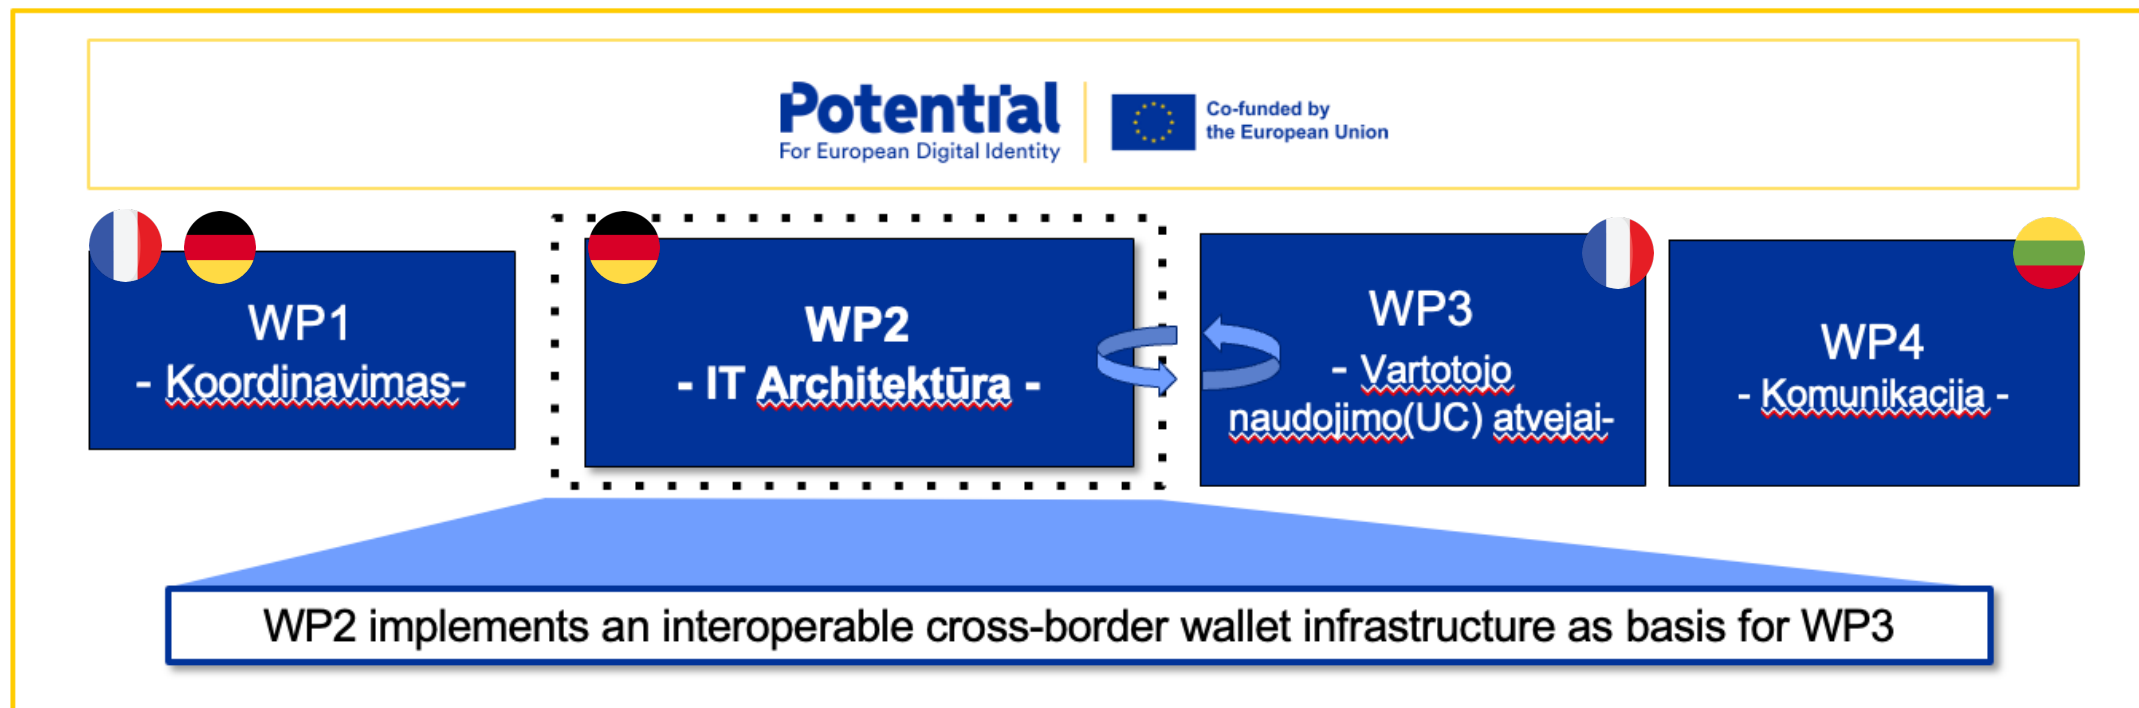 Potential
For European Digital Identity
Co-funded by
the European Union
WP1
- Koordinavimas-
WP2
- IT Architektūra -
WP3
- Vartotojo
naudojimo(UC) atvejai-
WP4
- Komunikacija -
WP2 implements an interoperable cross-border wallet infrastructure as basis for WP3